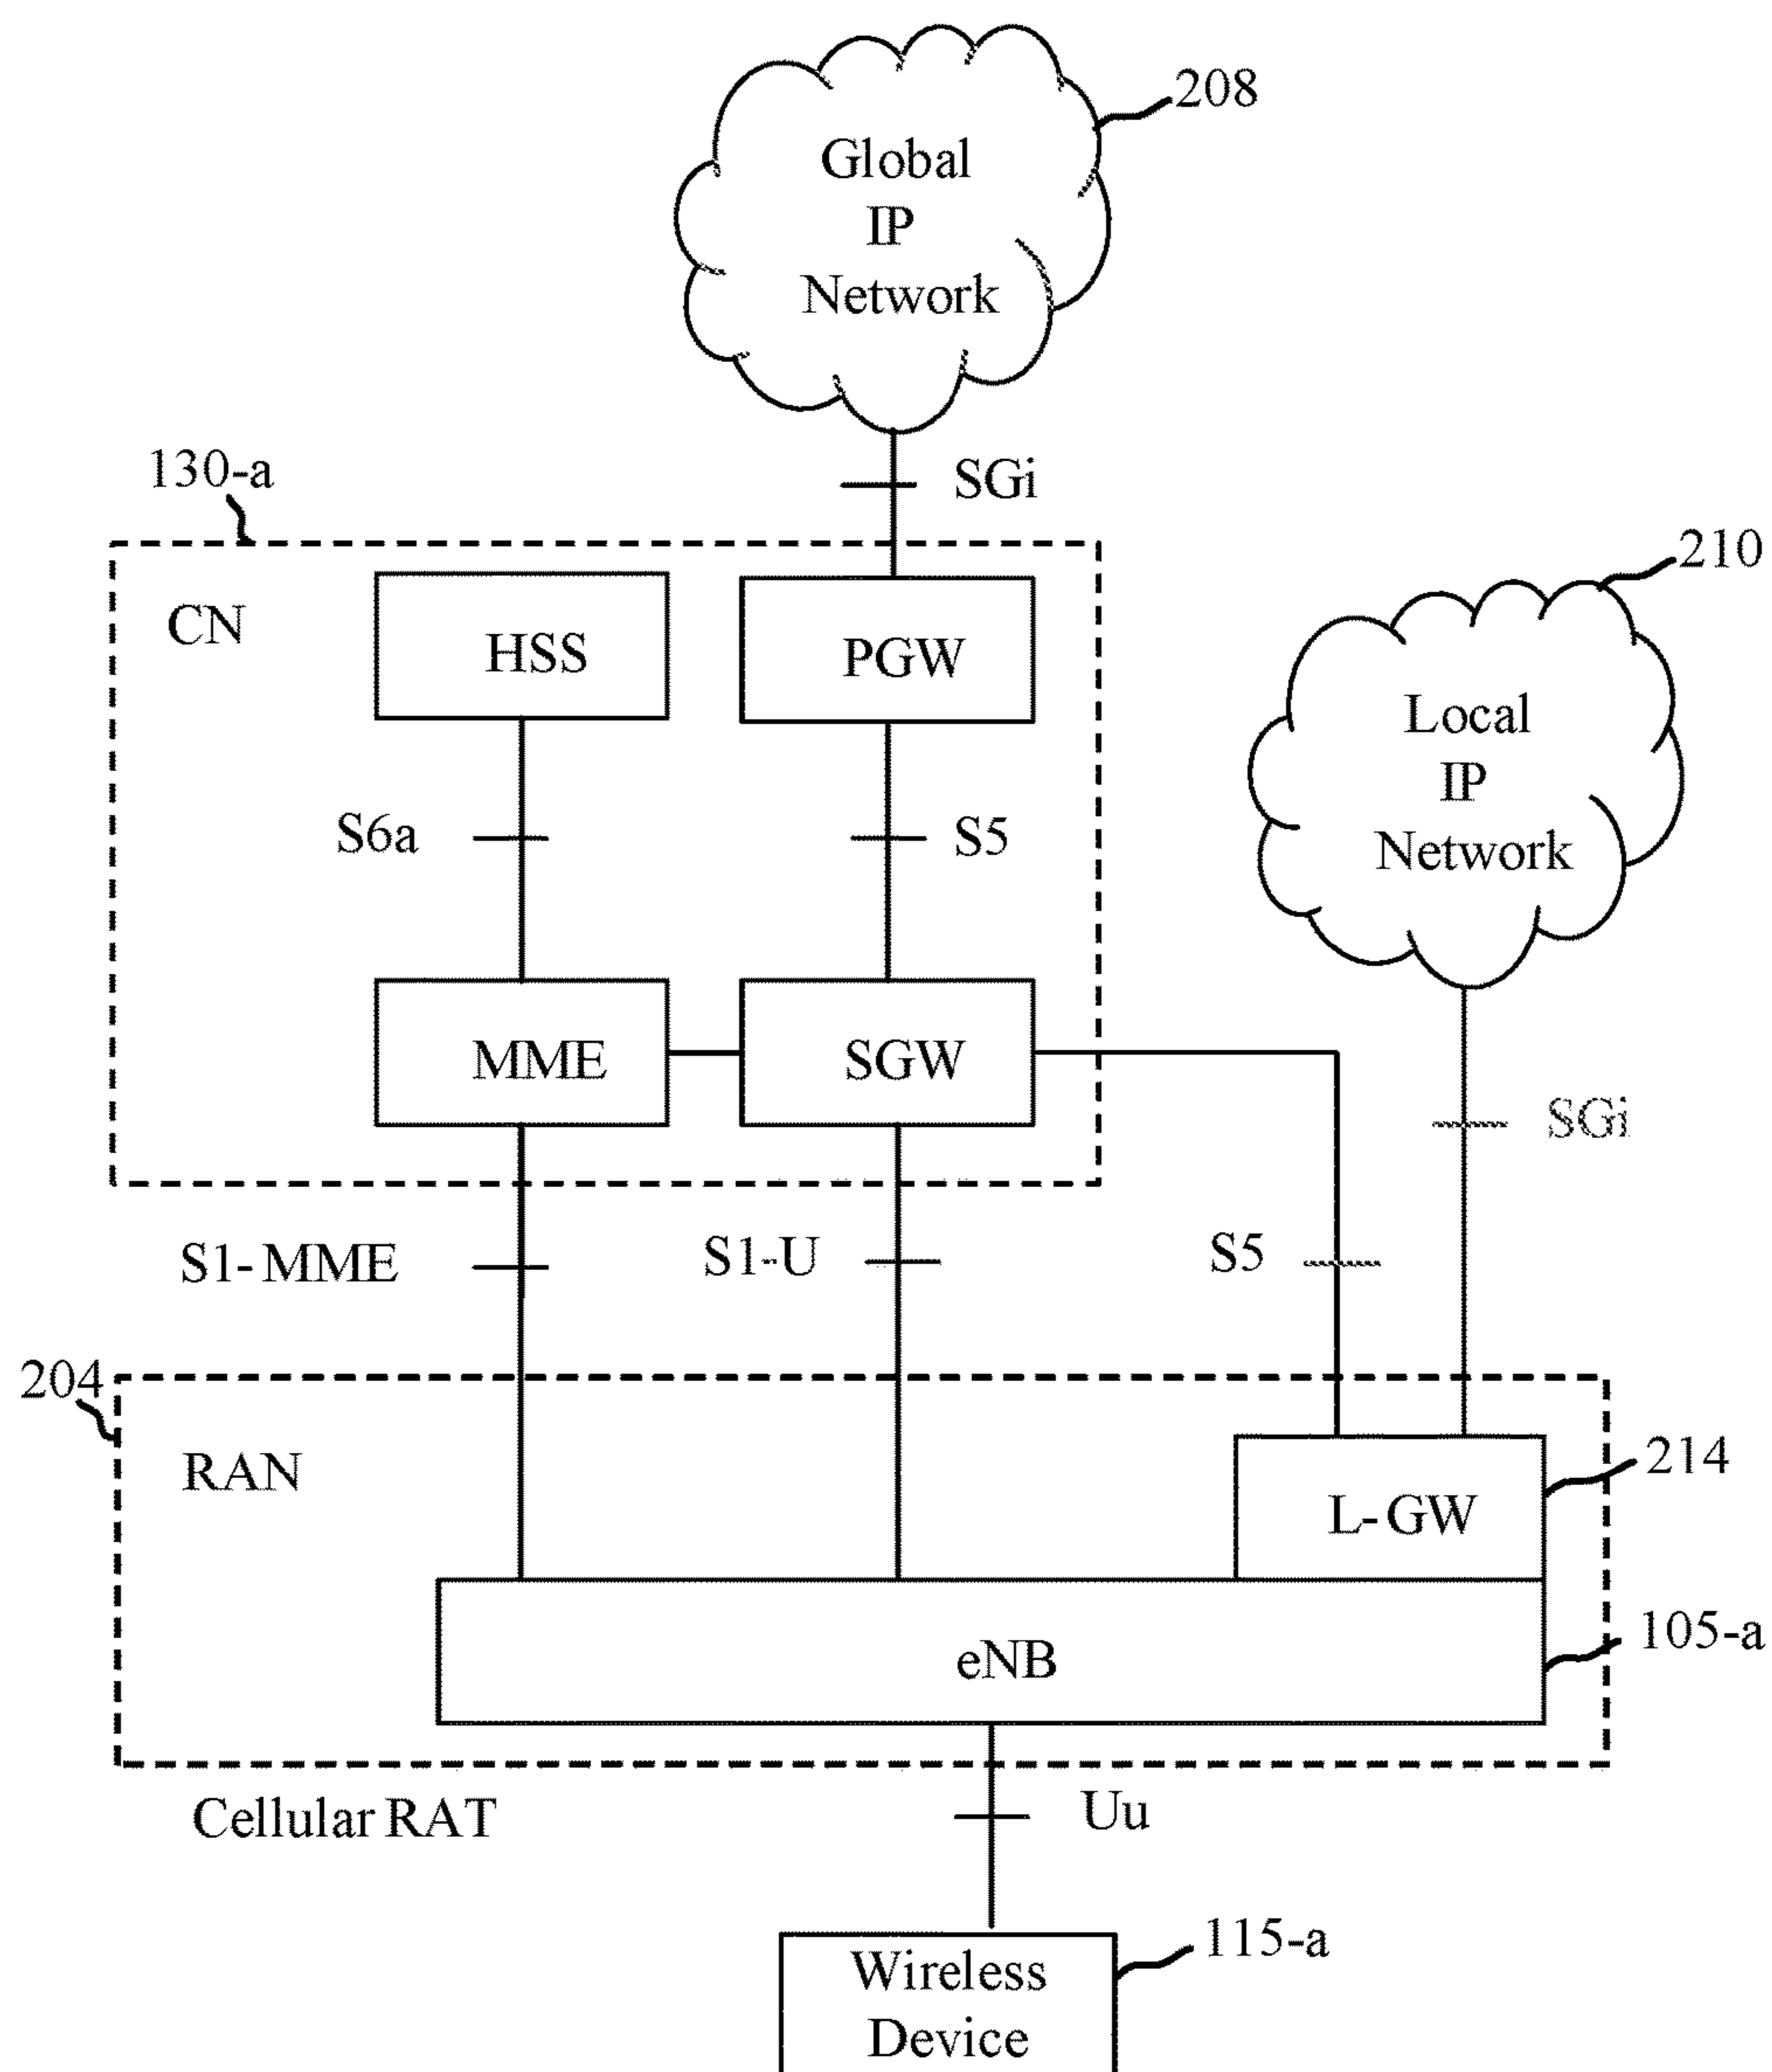 208
Global
IP
Network
130-a
SGi
210
CN
HSS
PGW
Local
IP
Network
S6a
S5
MME
SGW
SGi
S1-MME
S1-U
S5
204
RAN
214
L-GW
105-a
eNB
Cellular RAT
Uu
115-a
Wireless
Device